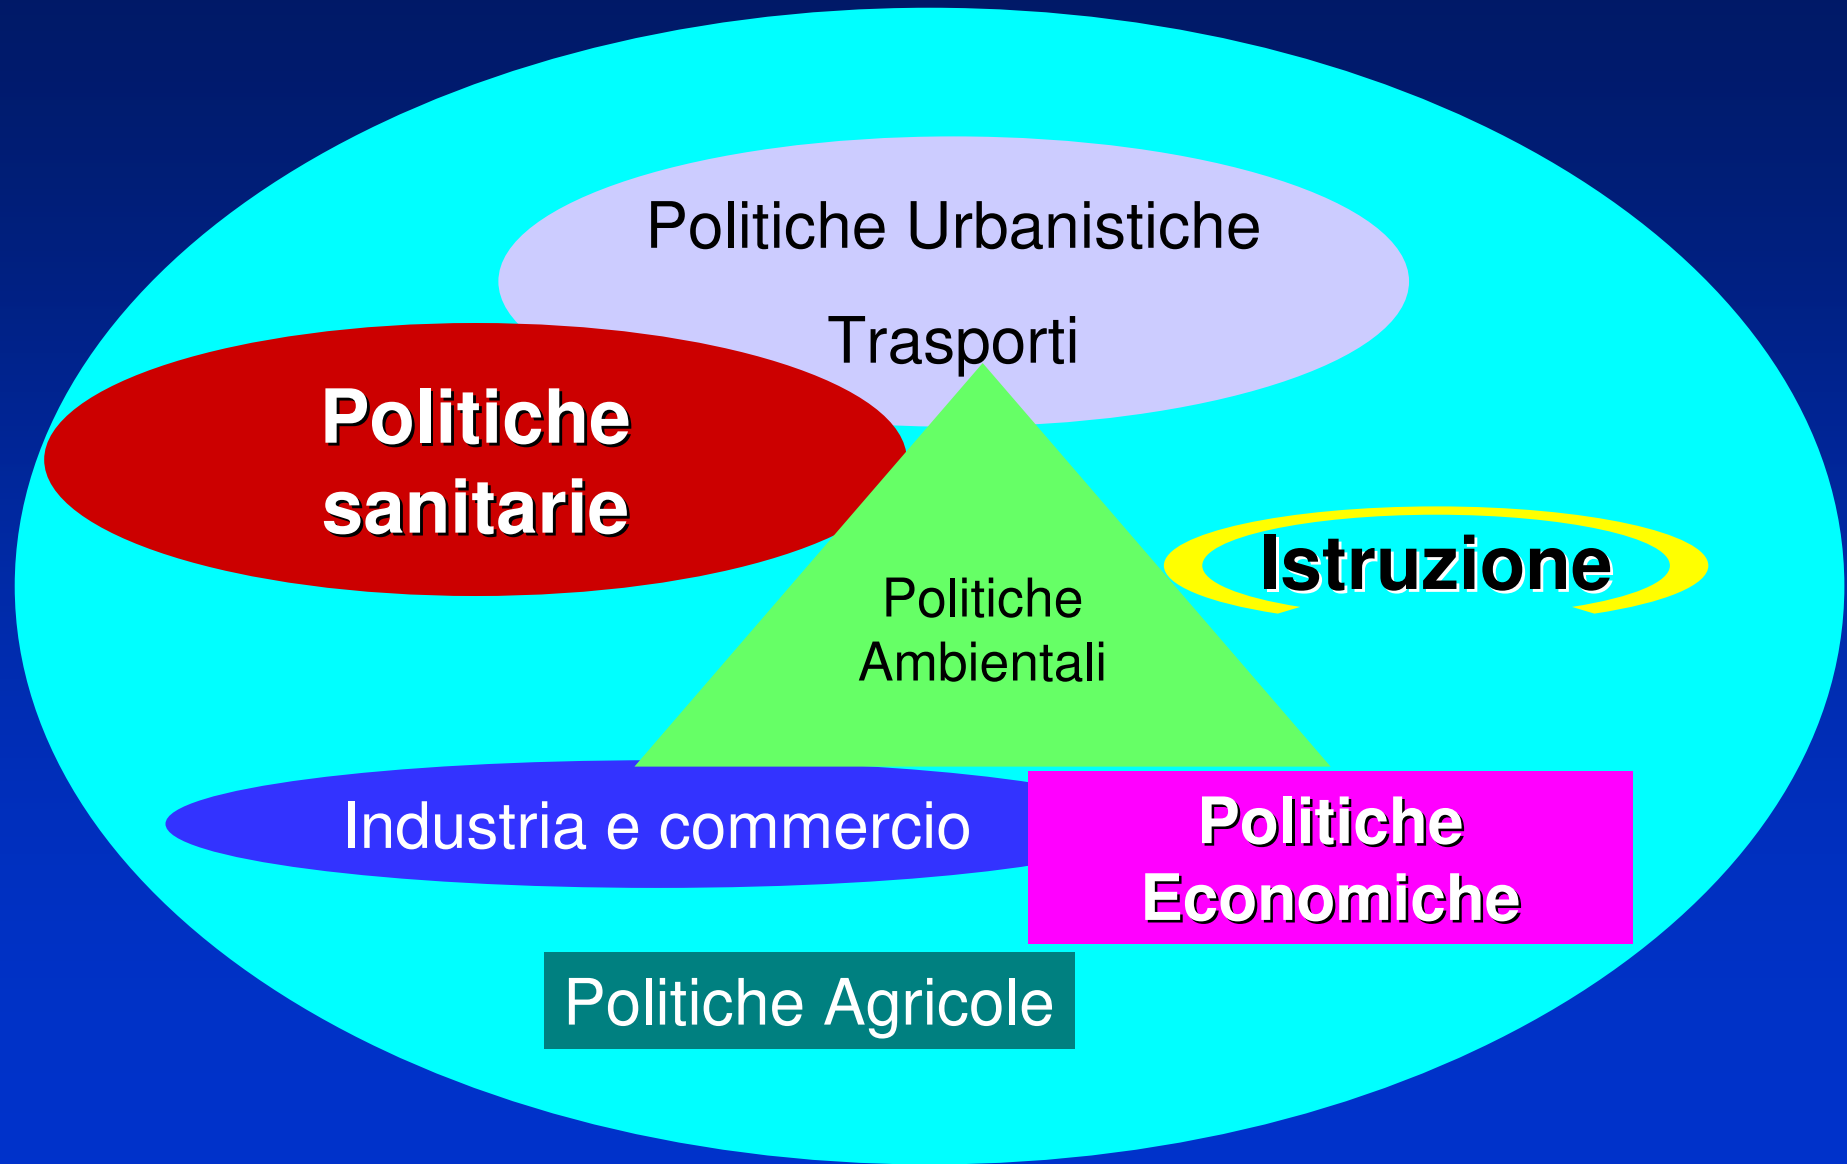 Politiche Urbanistiche
Trasporti
Politiche
sanitarie
Istruzione
Politiche
Ambientali
Industria e commercio
Politiche
Economiche
Politiche Agricole